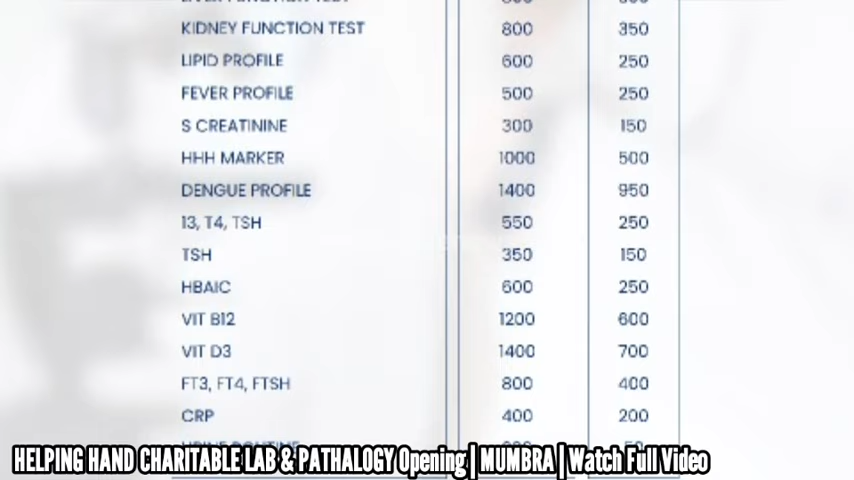 KIDNEY FUNCTION TEST 800 350
LIPID PROFILE 600 250
FEVER PROFILE 500 250
S CREATININE 300 150
HHH MARKER 1000 500
DENGUE PROFILE 1400 950
13, T4, TSH 550 250
TSH 350 150
HBAIC 600 250
VIT B12 1200 600
VIT D3 1400 700
FT3, FT4, FTSH 800 400
CRP 400 200
HELPING HAND CHARITABLE LAB & PATHALOGY Opening | MUMBRA | Watch Full Video